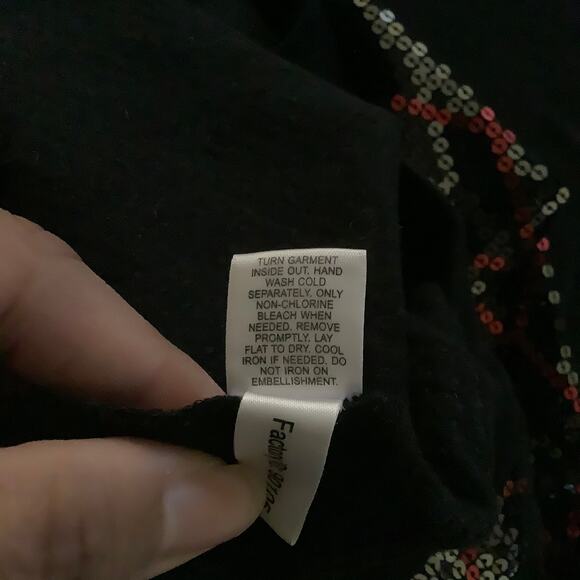 TURN GARMENT
INSIDE OUT. HAND
WASH COLD
SEPARATELY. ONLY
NON-CHLORINE
BLEACH WHEN
NEEDED. REMOVE
PROMPTLY. LAY
FLAT TO DRY. COOL
IRON IF NEEDED. DO
NOT IRON ON
EMBELLISHMENT.
Factory#